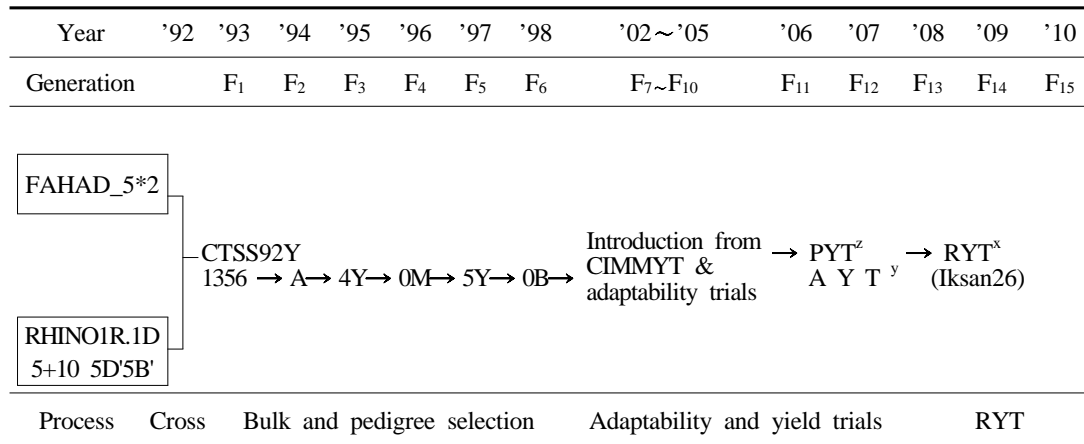 Year '92 '93 '94 '95 '96 '97 '98 '02～'05 '06 '07 '08 '09 '10
Generation F1 F2 F3 F4 F5 F6 F7~F10 F11 F12 F13 F14 F15
FAHAD_5*2
CTSS92Y
1356 → A → 4Y → 0M → 5Y → 0B →
Introduction from
CIMMYT &
adaptability trials
→ PYTz
A Y T y
→ RYTx
(Iksan26)
RHINO1R.1D
5+10 5D'5B'
Process Cross Bulk and pedigree selection Adaptability and yield trials RYT